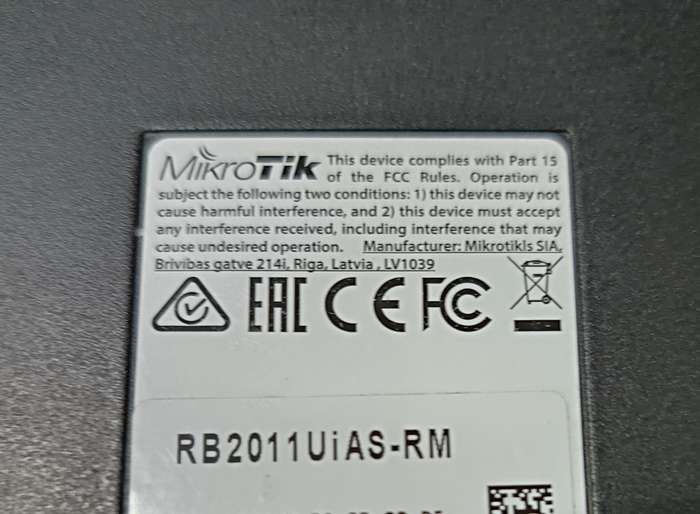 MikroTik This device complies with Part 15
of the FCC Rules. Operation is
subject the following two conditions: 1) this device may not
cause harmful interference, and 2) this device must accept
any interference received, including interference that may
cause undesired operation. Manufacturer: Mikrotikls SIA,
Brivibas gatve 214i, Riga, Latvia , LV1039
EAC CE FC
RB2011UiAS-RM